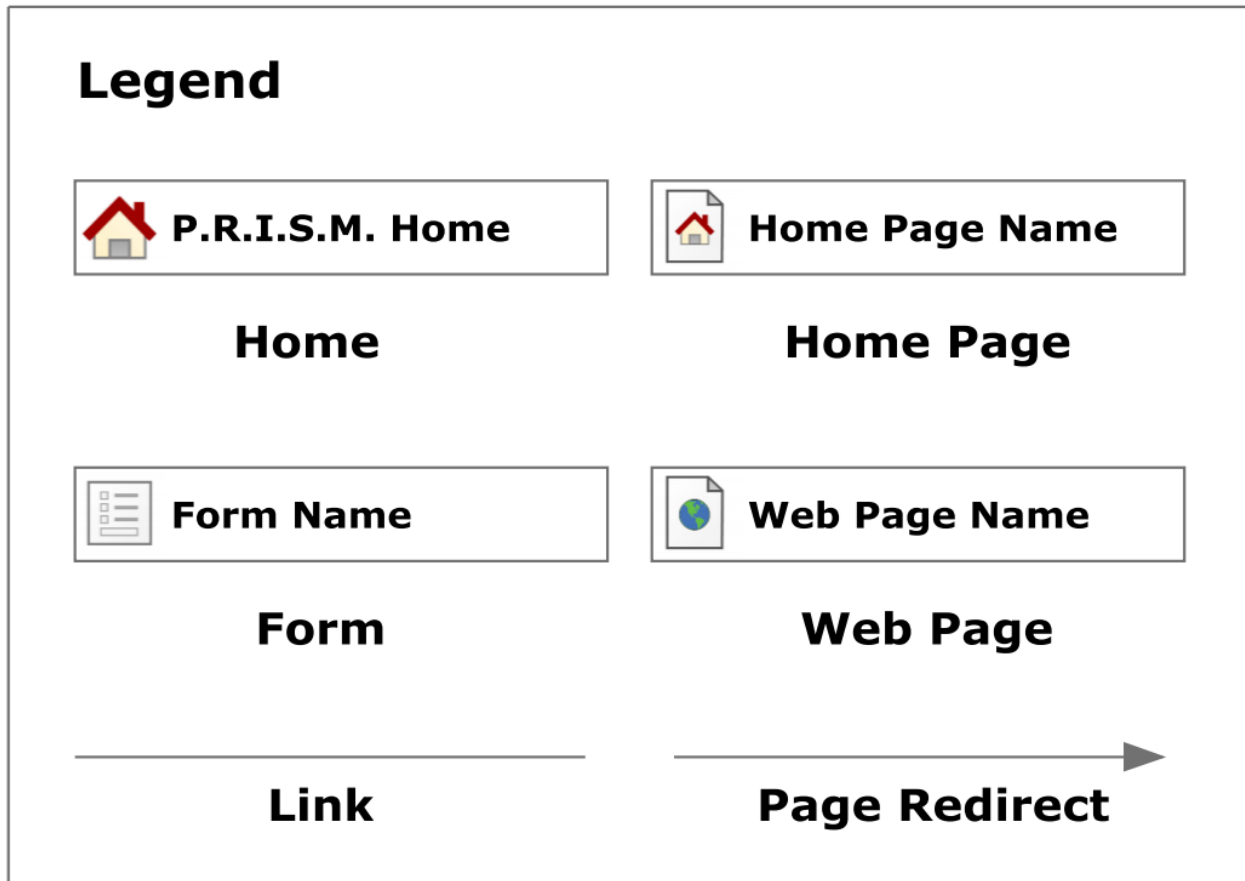 Legend
P.R.I.S.M. Home
Home Page Name
Home
Home Page
Form Name
Web Page Name
Form
Web Page
Link
Page Redirect